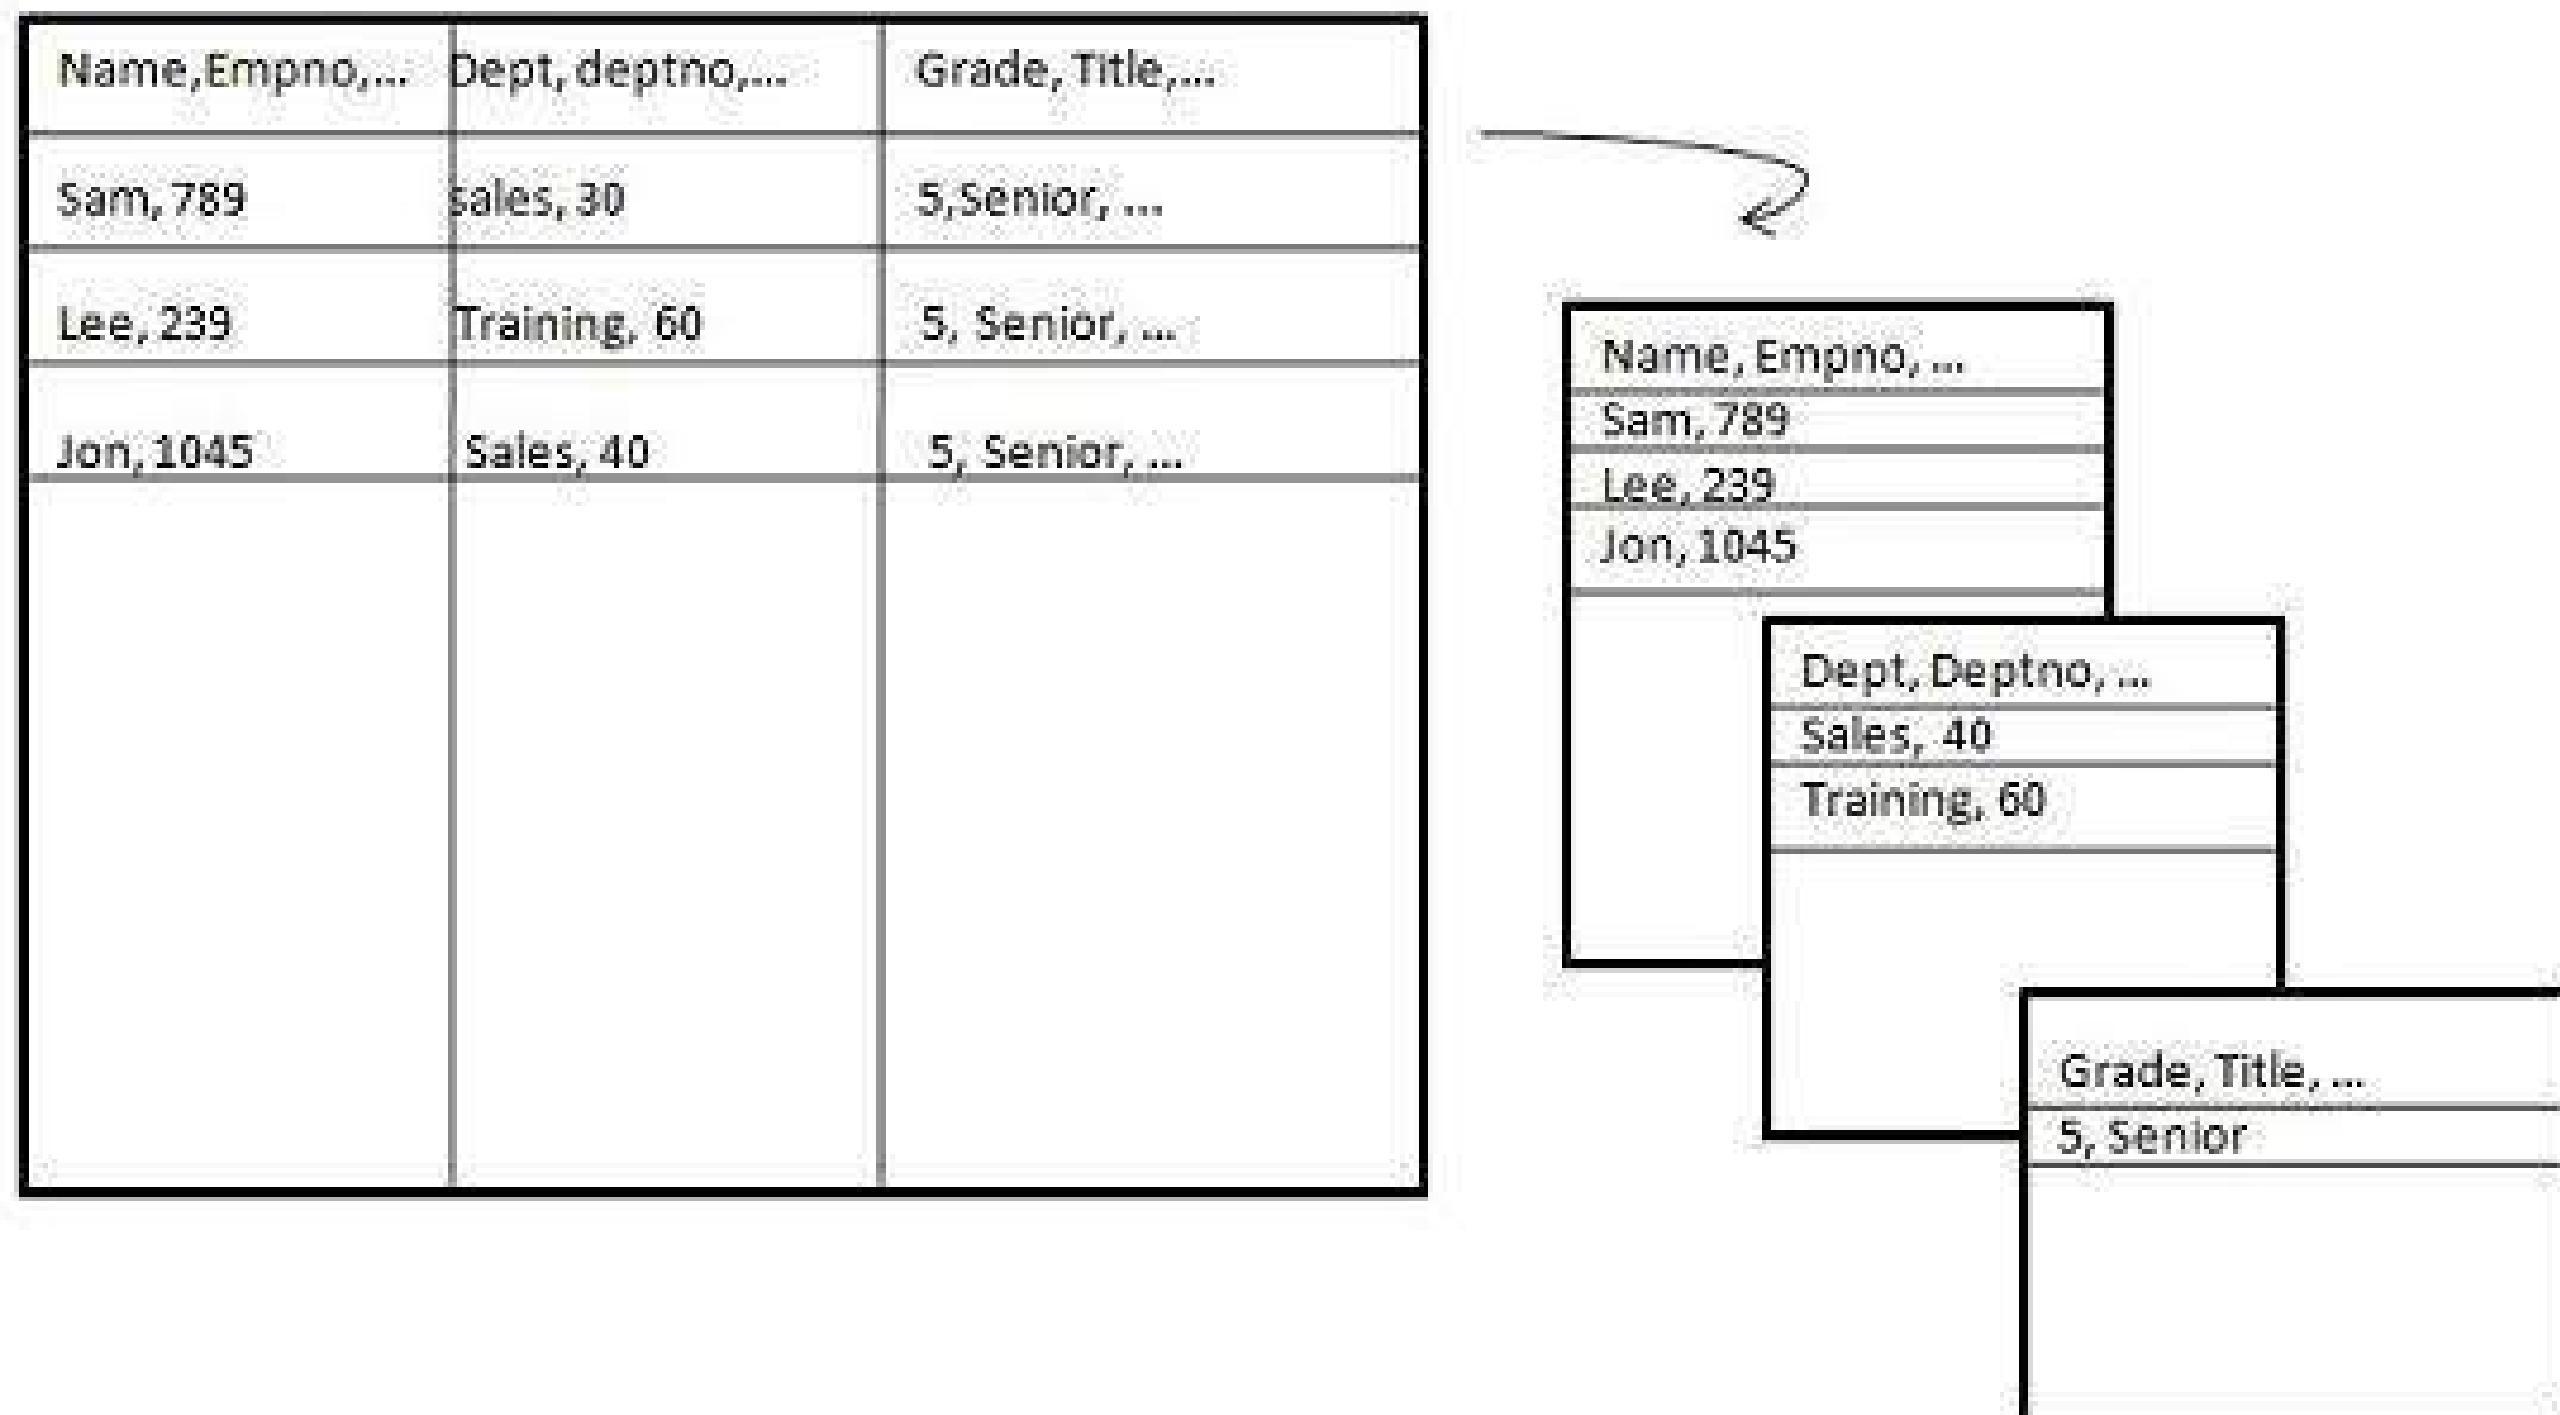 Name,Empno,... Dept, deptno,... Grade, Title,...
Sam, 789 sales, 30 5,Senior, ...
Lee, 239 Training, 60 5, Senior, ...
Jon, 1045 Sales, 40 5, Senior, ...
Name, Empno, ...
Sam, 789
Lee, 239
Jon, 1045
Dept, Deptno, ...
Sales, 40
Training, 60
Grade, Title, ...
5, Senior